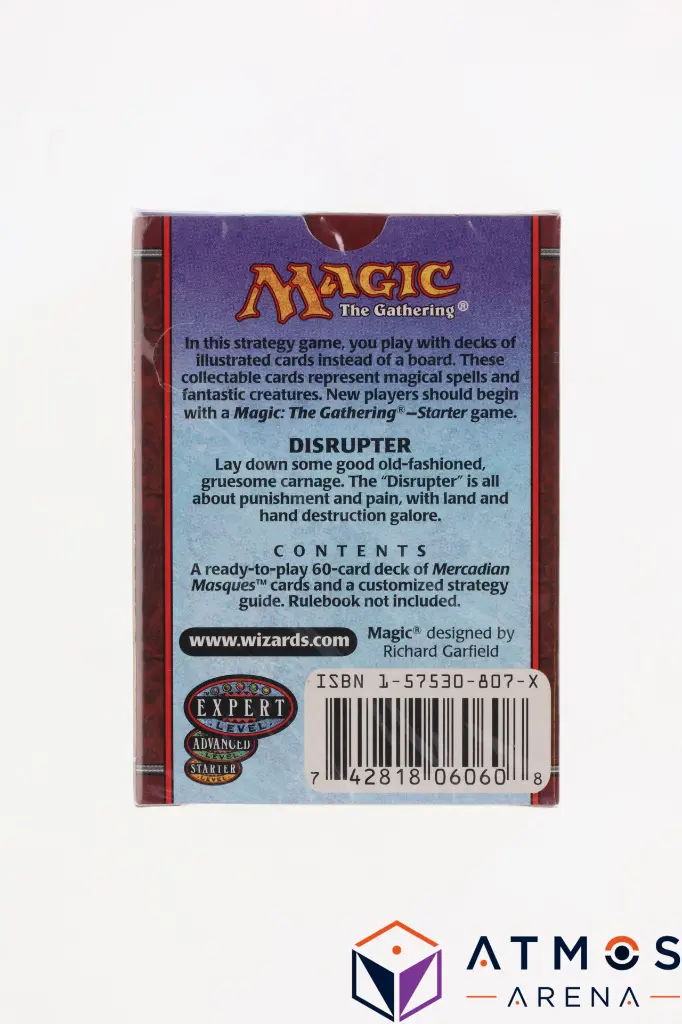 MAGIC
The Gathering®
In this strategy game, you play with decks of
illustrated cards instead of a board. These
collectable cards represent magical spells and
fantastic creatures. New players should begin
with a Magic: The Gathering®—Starter game.
DISRUPTER
Lay down some good old-fashioned,
gruesome carnage. The “Disrupter” is all
about punishment and pain, with land and
hand destruction galore.
CONTENTS
A ready-to-play 60-card deck of Mercadian
Masques™ cards and a customized strategy
guide. Rulebook not included.
www.wizards.com
Magic® designed by
Richard Garfield
EXPERT
LEVEL
ADVANCED
LEVEL
STARTER
LEVEL
ISBN 1-57530-807-X
7 42818 06060 8
ATMOS
ARENA